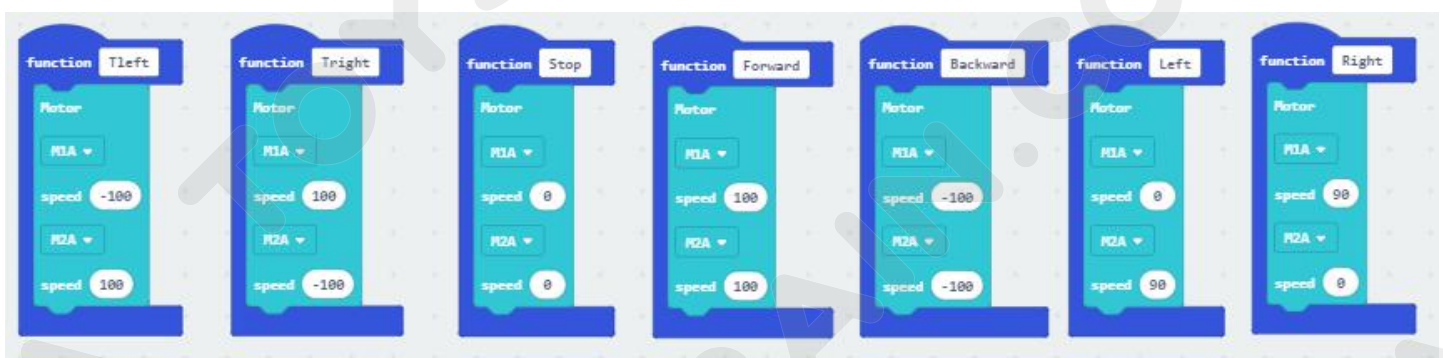 function Tleft
Motor
M1A
speed -100
M2A
speed 100
function Tright
Motor
M1A
speed 100
M2A
speed -100
function Stop
Motor
M1A
speed 0
M2A
speed 0
function Forward
Motor
M1A
speed 100
M2A
speed 100
function Backward
Motor
M1A
speed -100
M2A
speed -100
function Left
Motor
M1A
speed 0
M2A
speed 90
function Right
Motor
M1A
speed 90
M2A
speed 0